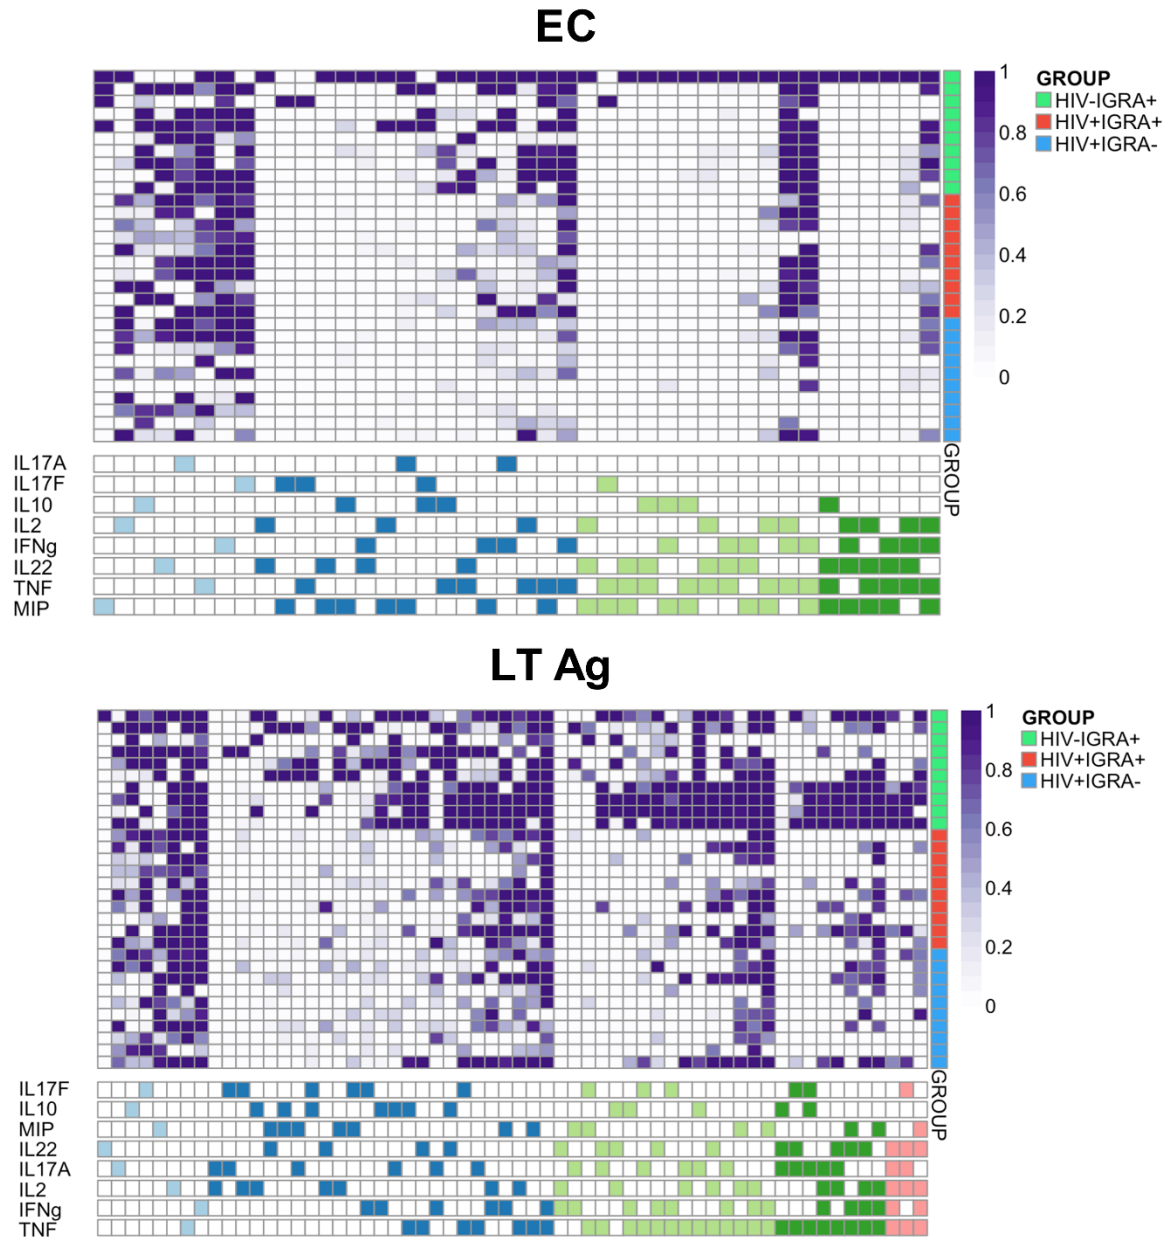 EC
1
0.8
0.6
0.4
0.2
0
GROUP
HIV-IGRA+
HIV+IGRA+
HIV+IGRA-
GROUP
IL17A
IL17F
IL10
IL2
IFNg
IL22
TNF
MIP
LT Ag
1
0.8
0.6
0.4
0.2
0
GROUP
HIV-IGRA+
HIV+IGRA+
HIV+IGRA-
GROUP
IL17F
IL10
MIP
IL22
IL17A
IL2
IFNg
TNF